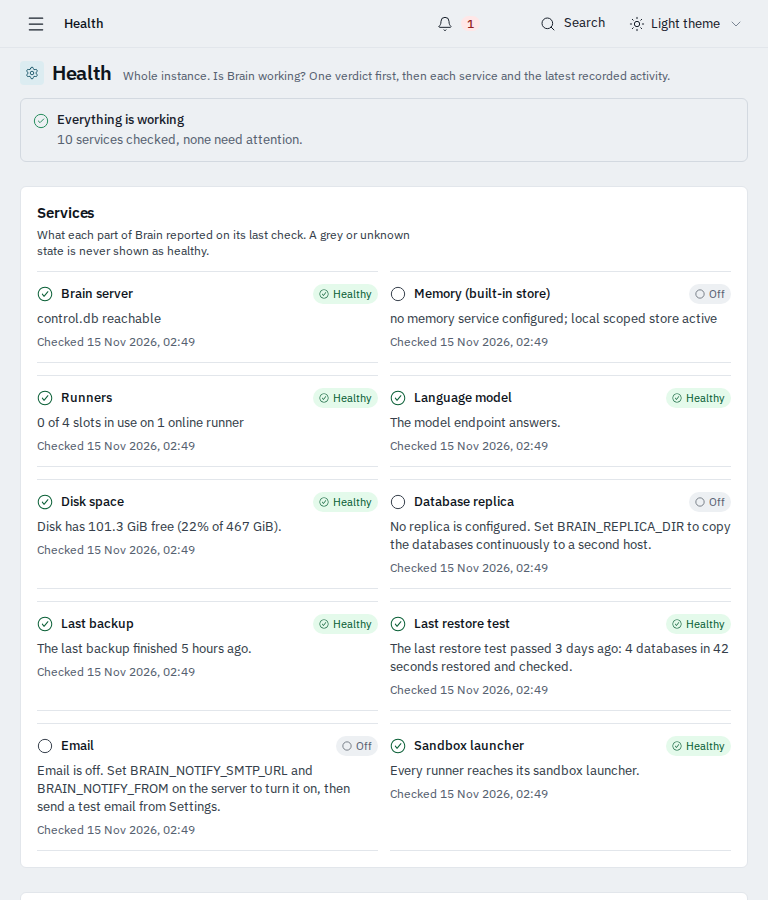 Health
1
Search
Light theme
Health
Whole instance. Is Brain working? One verdict first, then each service and the latest recorded activity.
Everything is working
10 services checked, none need attention.
Services
What each part of Brain reported on its last check. A grey or unknown
state is never shown as healthy.
Brain server
Healthy
control.db reachable
Checked 15 Nov 2026, 02:49
Memory (built-in store)
Off
no memory service configured; local scoped store active
Checked 15 Nov 2026, 02:49
Runners
Healthy
0 of 4 slots in use on 1 online runner
Checked 15 Nov 2026, 02:49
Language model
Healthy
The model endpoint answers.
Checked 15 Nov 2026, 02:49
Disk space
Healthy
Disk has 101.3 GiB free (22% of 467 GiB).
Checked 15 Nov 2026, 02:49
Database replica
Off
No replica is configured. Set BRAIN_REPLICA_DIR to copy
the databases continuously to a second host.
Checked 15 Nov 2026, 02:49
Last backup
Healthy
The last backup finished 5 hours ago.
Checked 15 Nov 2026, 02:49
Last restore test
Healthy
The last restore test passed 3 days ago: 4 databases in 42
seconds restored and checked.
Checked 15 Nov 2026, 02:49
Email
Off
Email is off. Set BRAIN_NOTIFY_SMTP_URL and
BRAIN_NOTIFY_FROM on the server to turn it on, then
send a test email from Settings.
Checked 15 Nov 2026, 02:49
Sandbox launcher
Healthy
Every runner reaches its sandbox launcher.
Checked 15 Nov 2026, 02:49